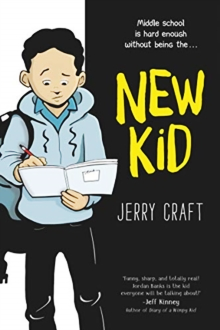 Middle school
is hard enough
without being the...
NEW
KID
JERRY CRAFT
"Funny, sharp, and totally real!
Jordan Banks is the kid
everyone will be talking about!"
—Jeff Kinney
Author of Diary of a Wimpy Kid